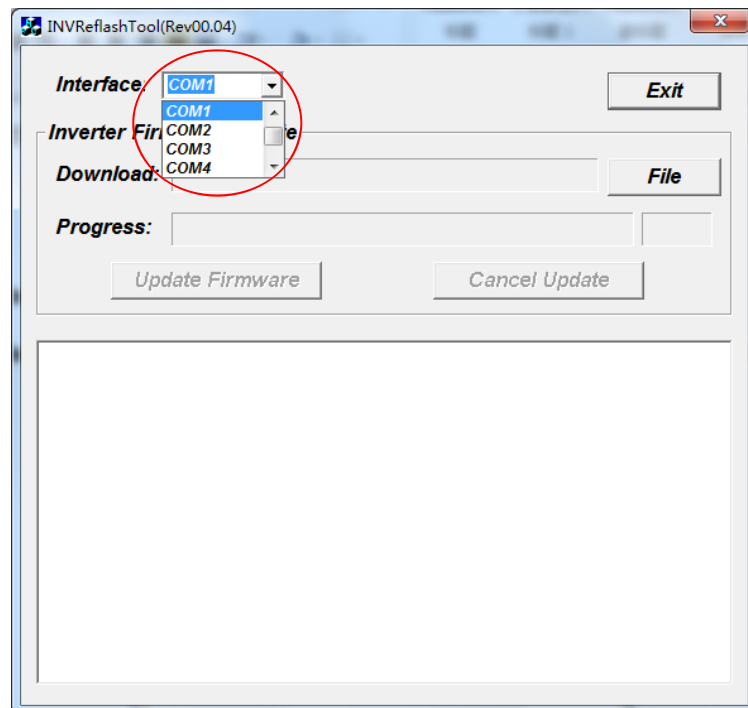 INVReflashTool(Rev00.04)
Interface: COM1
Exit
COM1
Inverter Fir
COM2
e
COM3
Download:
COM4
File
Progress:
Update Firmware
Cancel Update